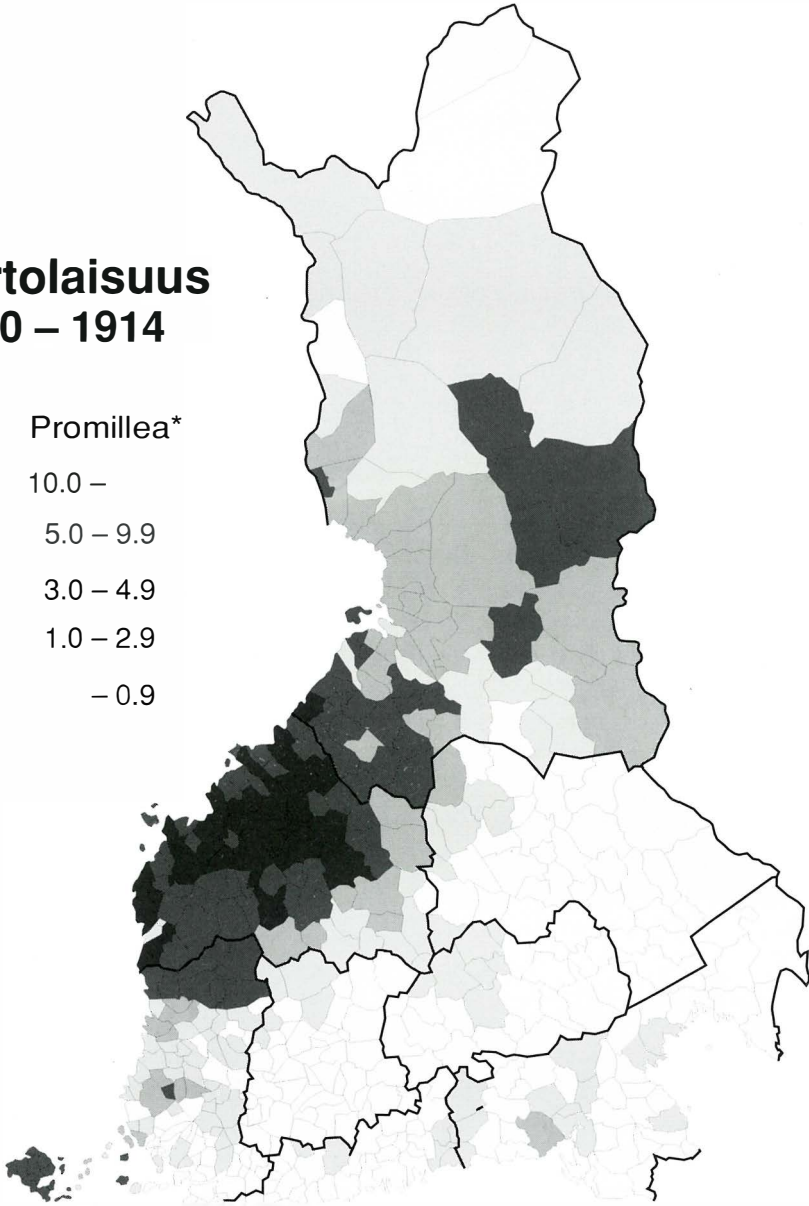 rtolaisuus
0 – 1914
Promillea*
10.0 –
5.0 – 9.9
3.0 – 4.9
1.0 – 2.9
– 0.9